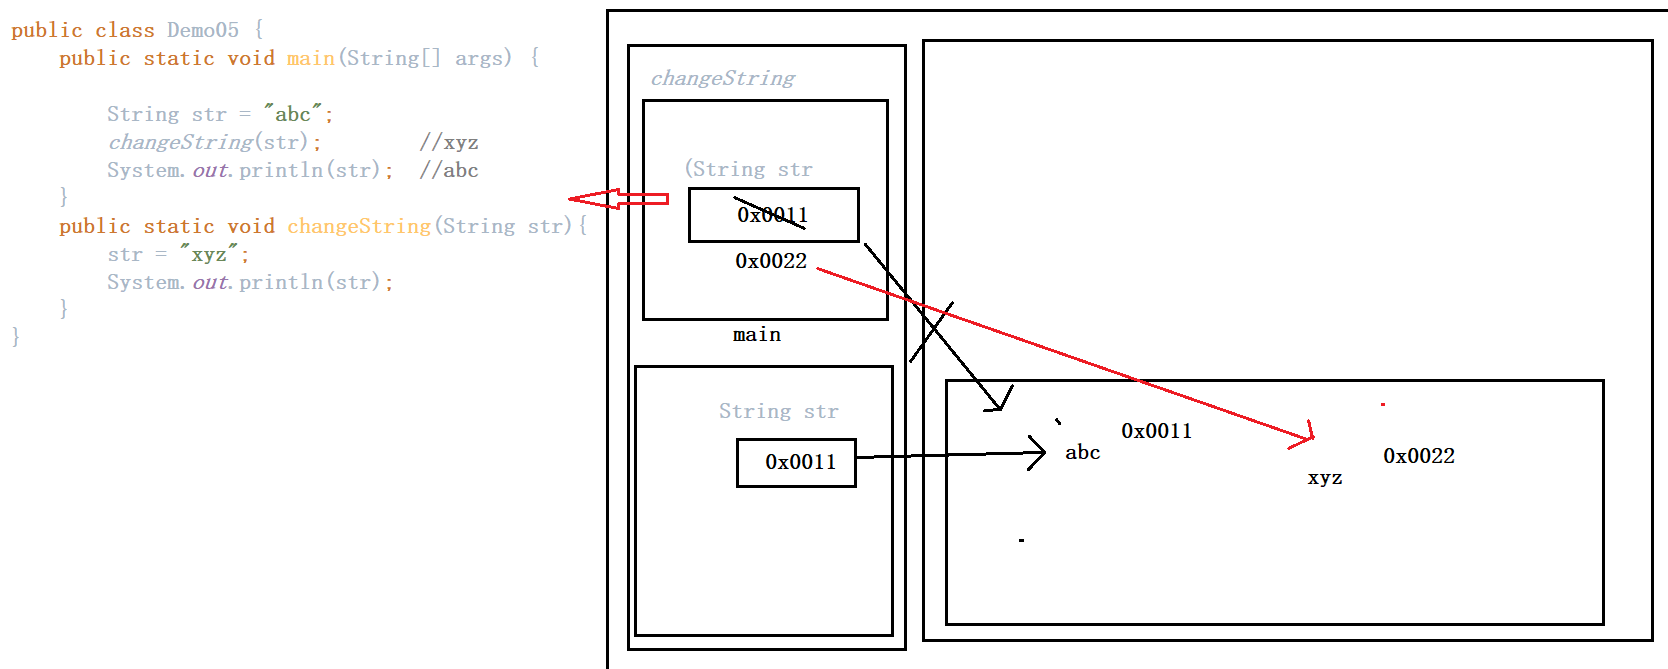 public class Demo05 {
    public static void main(String[] args) {
        String str = "abc";
        changeString(str);        //xyz
        System.out.println(str);  //abc
    }
    public static void changeString(String str){
        str = "xyz";
        System.out.println(str);
    }
}
changeString
(String str
0x0011
0x0022
main
String str
0x0011
abc
0x0011
xyz
0x0022